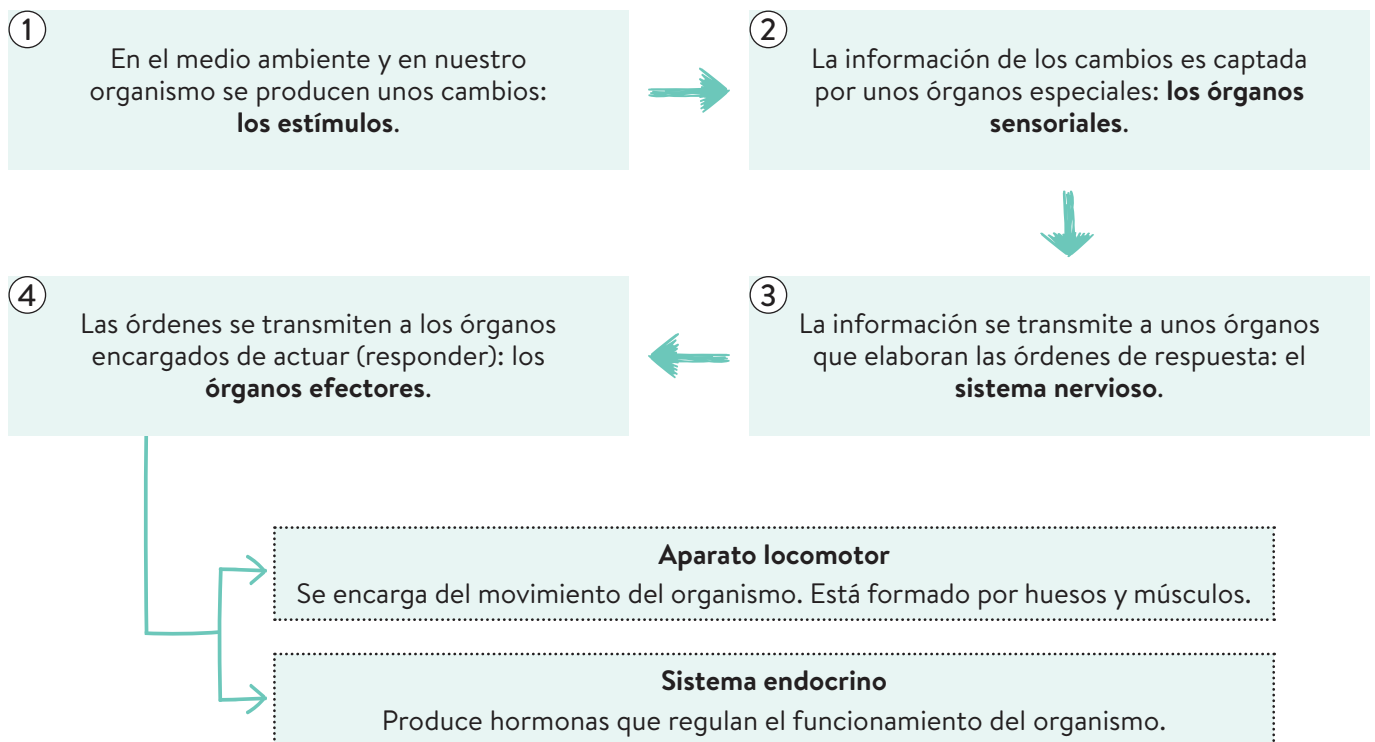 1
En el medio ambiente y en nuestro
organismo se producen unos cambios:
los estímulos.
2
La información de los cambios es captada
por unos órganos especiales: los órganos
sensoriales.
3
La información se transmite a unos órganos
que elaboran las órdenes de respuesta: el
sistema nervioso.
4
Las órdenes se transmiten a los órganos
encargados de actuar (responder): los
órganos efectores.
Aparato locomotor
Se encarga del movimiento del organismo. Está formado por huesos y músculos.
Sistema endocrino
Produce hormonas que regulan el funcionamiento del organismo.